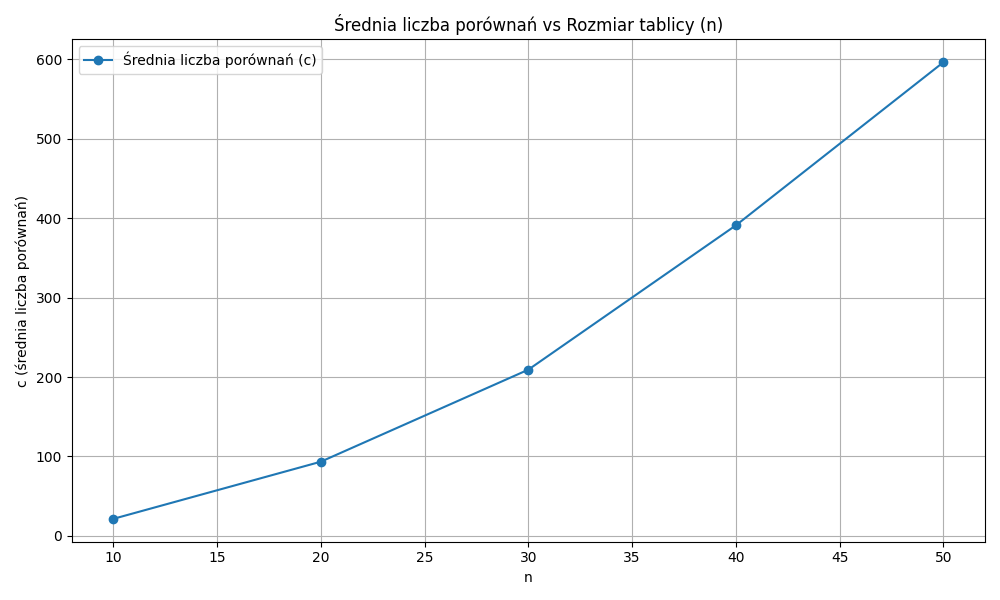 Średnia liczba porównań vs Rozmiar tablicy (n)
Średnia liczba porównań (c)
c (średnia liczba porównań)
600
500
400
300
200
100
0
10 15 20 25 30 35 40 45 50
n